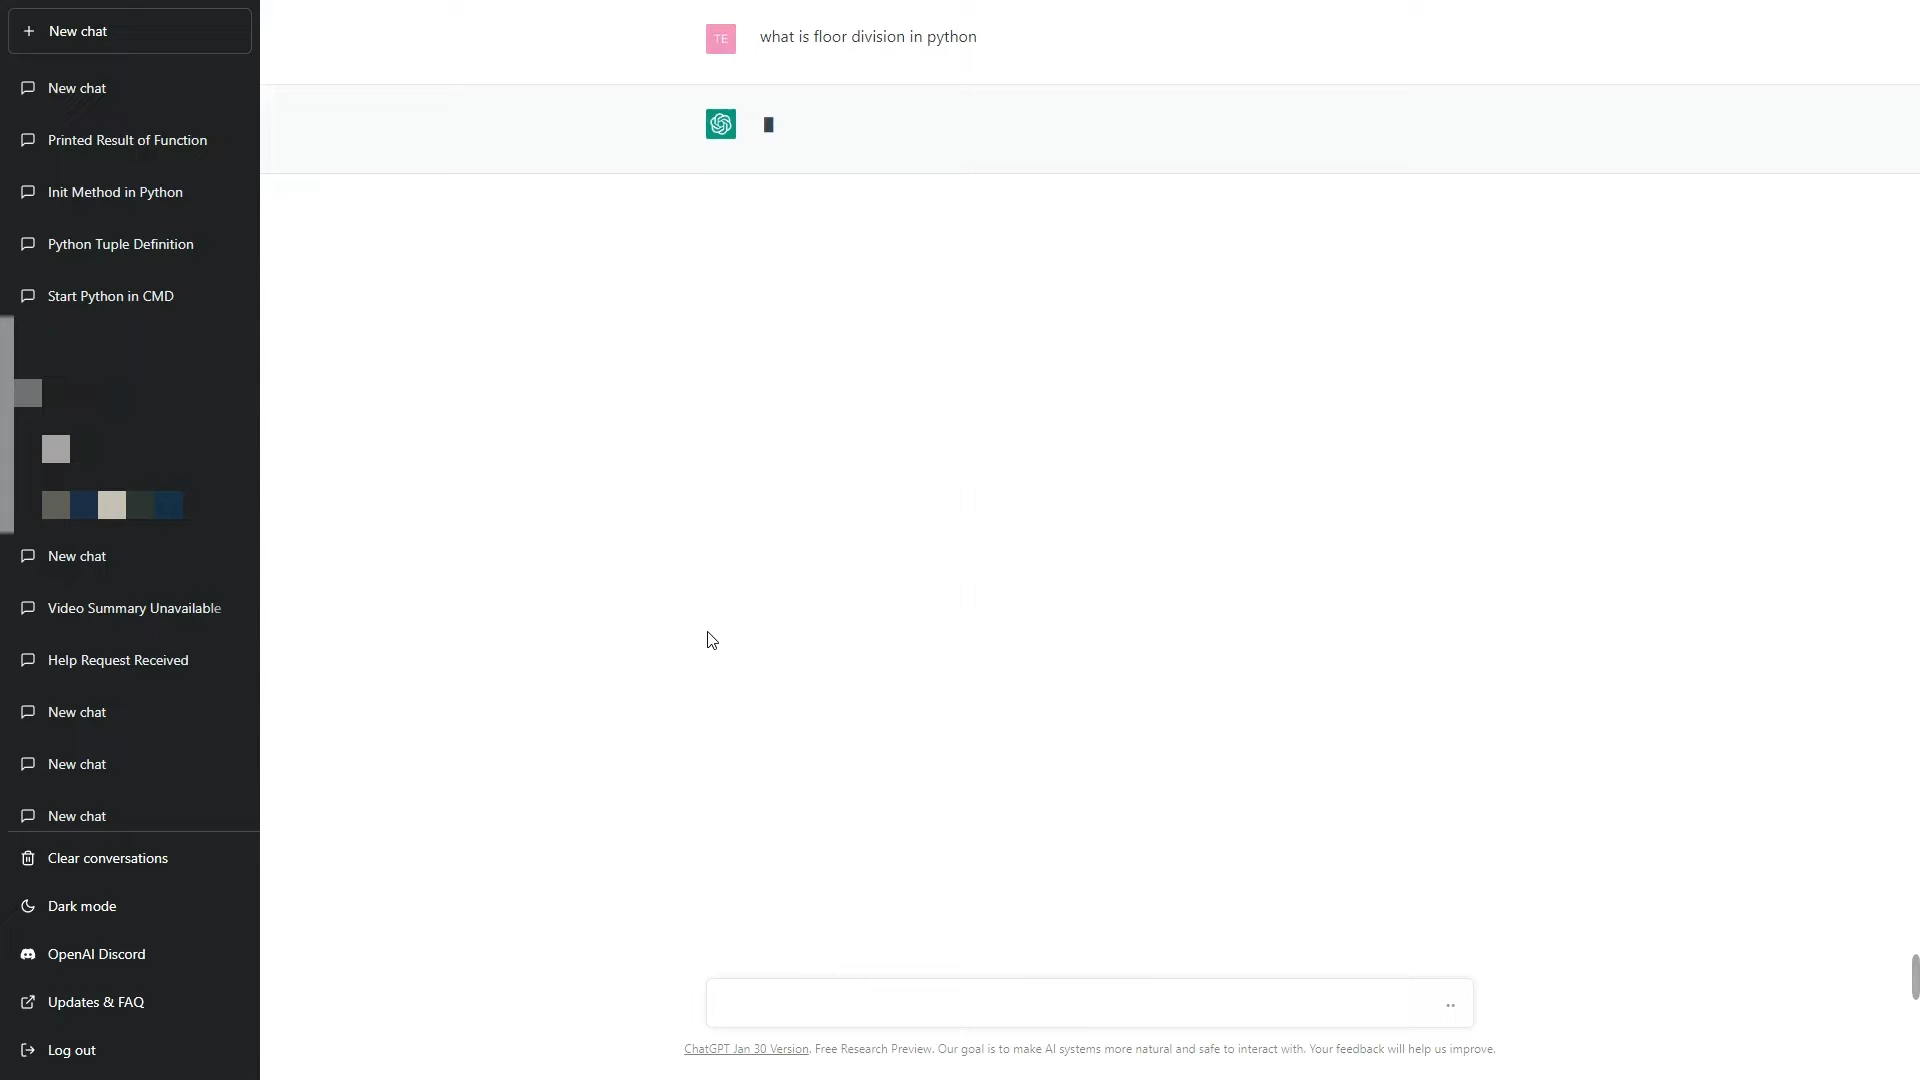 New chat
New chat
Printed Result of Function
Init Method in Python
Python Tuple Definition
Start Python in CMD
New chat
Video Summary Unavailable
Help Request Received
New chat
New chat
New chat
Clear conversations
Dark mode
OpenAI Discord
Updates & FAQ
Log out
TE
what is floor division in python
ChatGPT Jan 30 Version. Free Research Preview. Our goal is to make AI systems more natural and safe to interact with. Your feedback will help us improve.